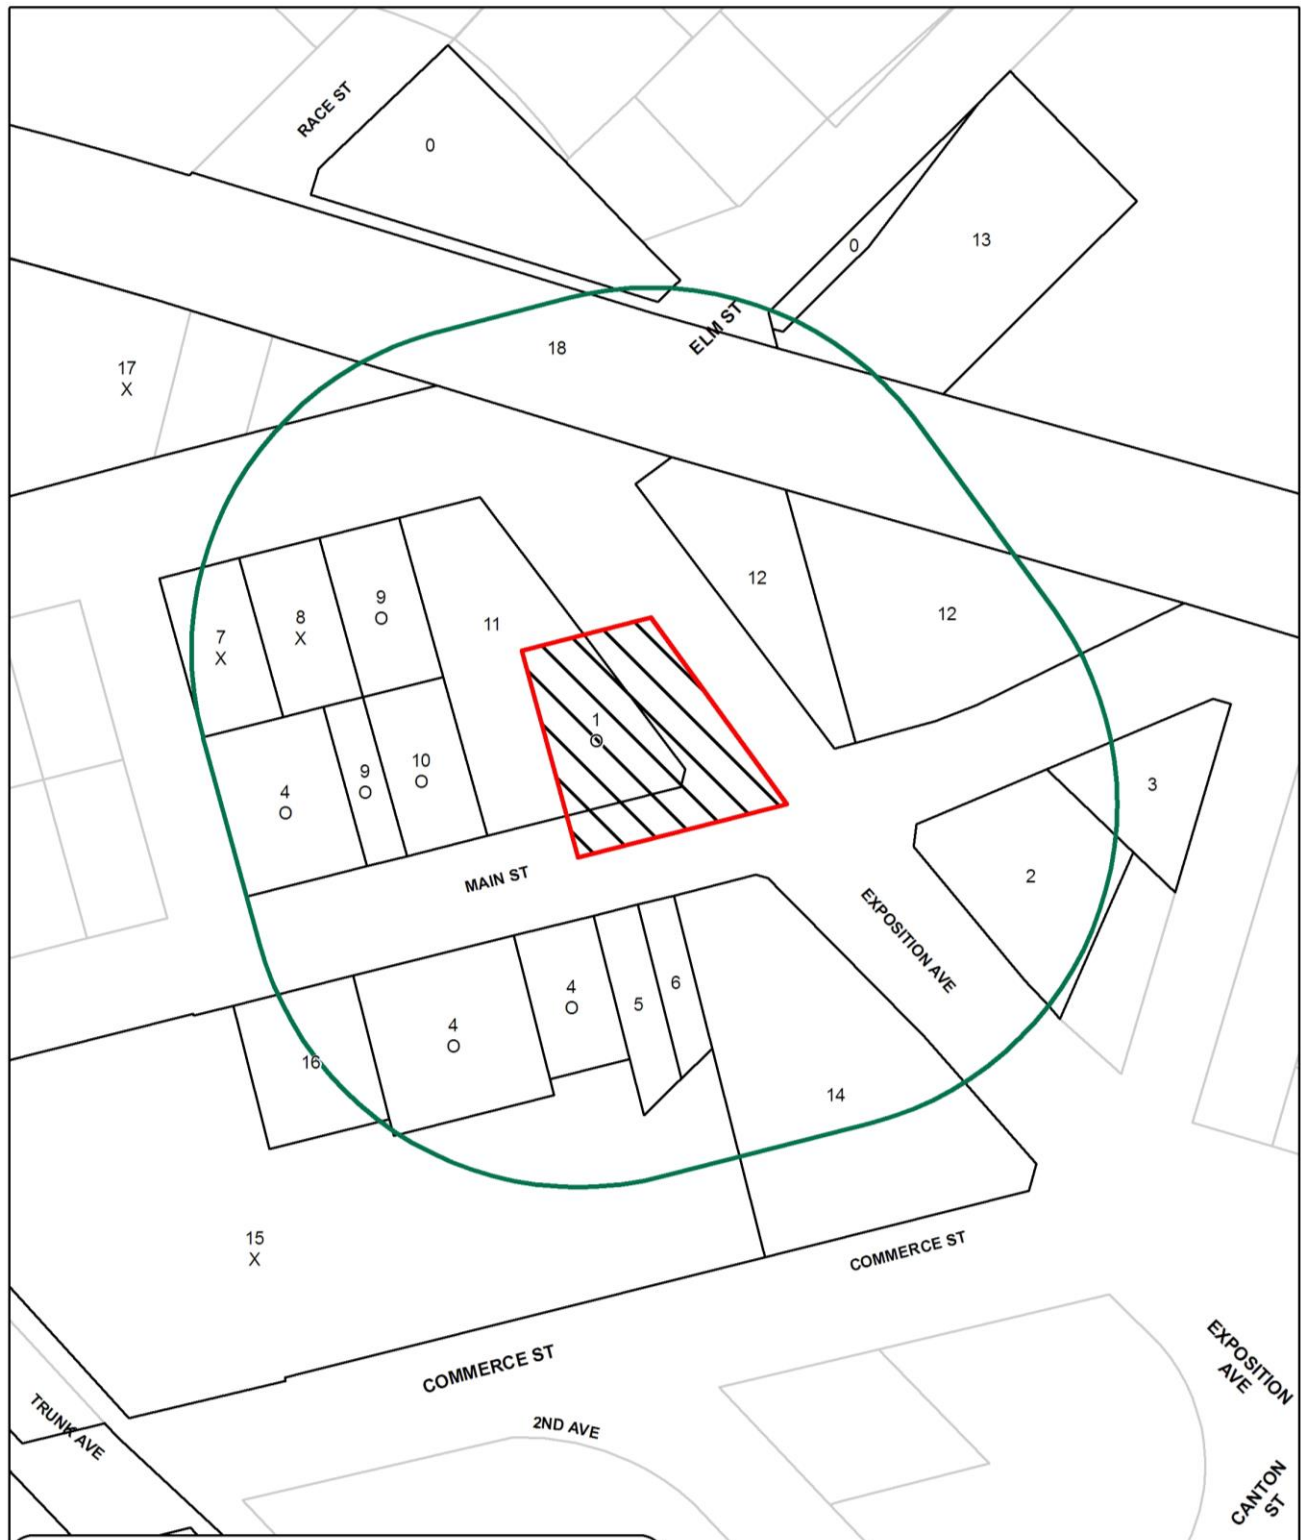 RACE ST
0
0
13
ELM ST
18
17
X
12
12
9
O
8
X
7
X
11
1
3
10
O
9
O
4
O
MAIN ST
2
EXPOSITION AVE
6
4
O
5
4
O
16
14
15
X
COMMERCE ST
COMMERCE ST
EXPOSITION
AVE
TRUNK AVE
2ND AVE
CANTON
ST